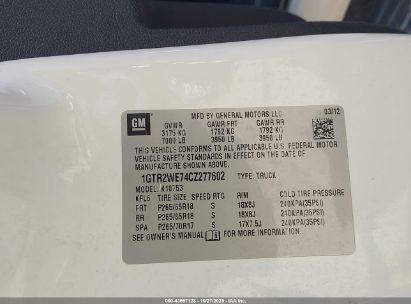 GM
MFD BY GENERAL MOTORS LLC
03/12
GVWR GAWR FRT GAWR RR
3175 KG 1792 KG 1792 KG
7000 LB 3950 LB 3950 LB
THIS VEHICLE CONFORMS TO ALL APPLICABLE U.S. FEDERAL MOTOR
VEHICLE SAFETY STANDARDS IN EFFECT ON THE DATE OF
MANUFACTURE SHOWN ABOVE.
1GTR2WE74CZ277602 TYPE: TRUCK
MODEL: K10753
KFL6 TIRE SIZE SPEED RTG RIM COLD TIRE PRESSURE
FRT P265/65R18 S 18X8J 240KPA(35PSI)
RR P265/65R18 S 18X8J 240KPA(35PSI)
SPA P265/70R17 S 17X7.5J 240KPA(35PSI)
SEE OWNER'S MANUAL FOR MORE INFORMATION.